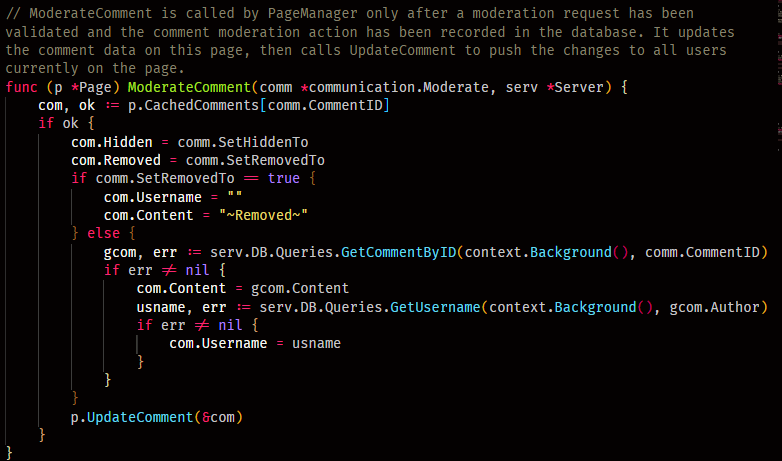 // ModerateComment is called by PageManager only after a moderation request has been
validated and the comment moderation action has been recorded in the database. It updates
the comment data on this page, then calls UpdateComment to push the changes to all users
currently on the page.
func (p *Page) ModerateComment(comm *communication.Moderate, serv *Server) {
    com, ok := p.CachedComments[comm.CommentID]
    if ok {
        com.Hidden = comm.SetHiddenTo
        com.Removed = comm.SetRemovedTo
        if comm.SetRemovedTo == true {
            com.Username = ""
            com.Content = "~Removed~"
        } else {
            gcom, err := serv.DB.Queries.GetCommentByID(context.Background(), comm.CommentID)
            if err != nil {
                com.Content = gcom.Content
                usname, err := serv.DB.Queries.GetUsername(context.Background(), gcom.Author)
                if err != nil {
                    com.Username = usname
                }
            }
        }
        p.UpdateComment(&com)
    }
}